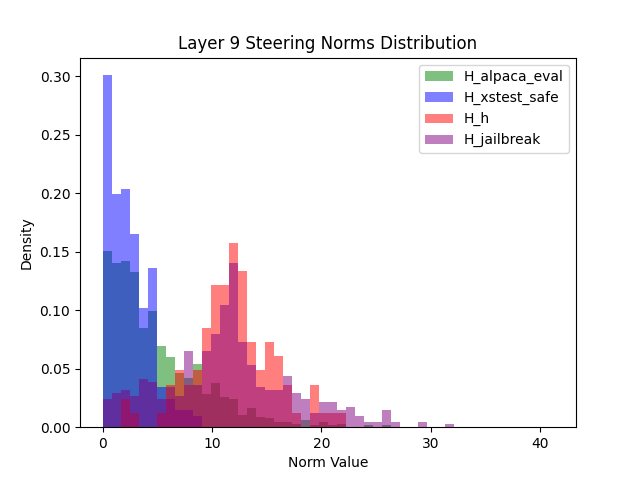 Layer 9 Steering Norms Distribution
H_alpaca_eval
H_xstest_safe
H_h
H_jailbreak
0.30
0.25
0.20
0.15
0.10
0.05
0.00
Density
0 10 20 30 40
Norm Value